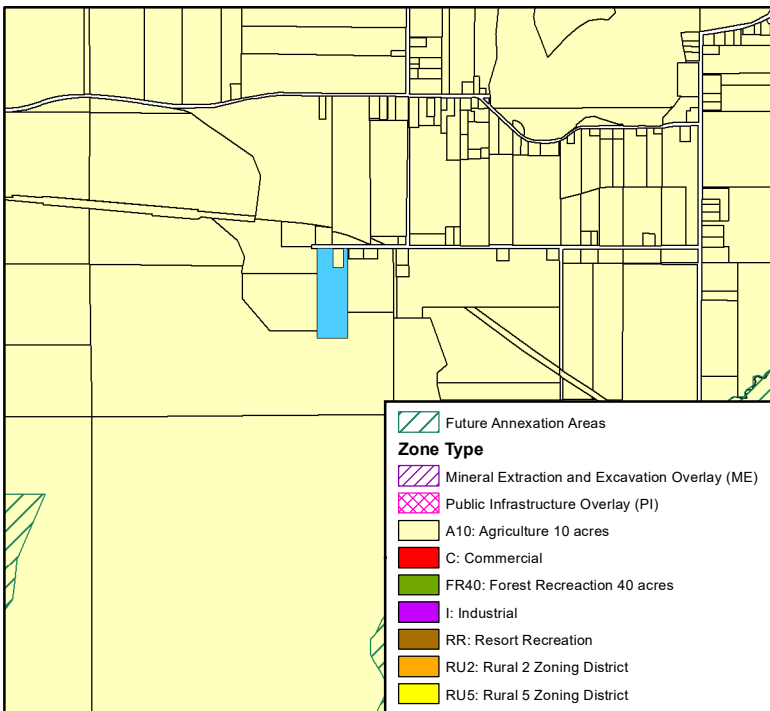 Future Annexation Areas
Zone Type
Mineral Extraction and Excavation Overlay (ME)
Public Infrastructure Overlay (PI)
A10: Agriculture 10 acres
C: Commercial
FR40: Forest Recreaction 40 acres
I: Industrial
RR: Resort Recreation
RU2: Rural 2 Zoning District
RU5: Rural 5 Zoning District